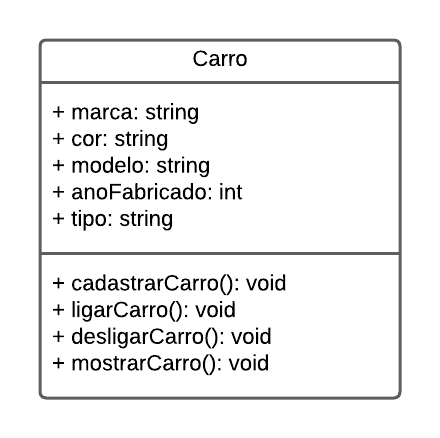 Carro
+ marca: string
+ cor: string
+ modelo: string
+ anoFabricado: int
+ tipo: string
+ cadastrarCarro(): void
+ ligarCarro(): void
+ desligarCarro(): void
+ mostrarCarro(): void